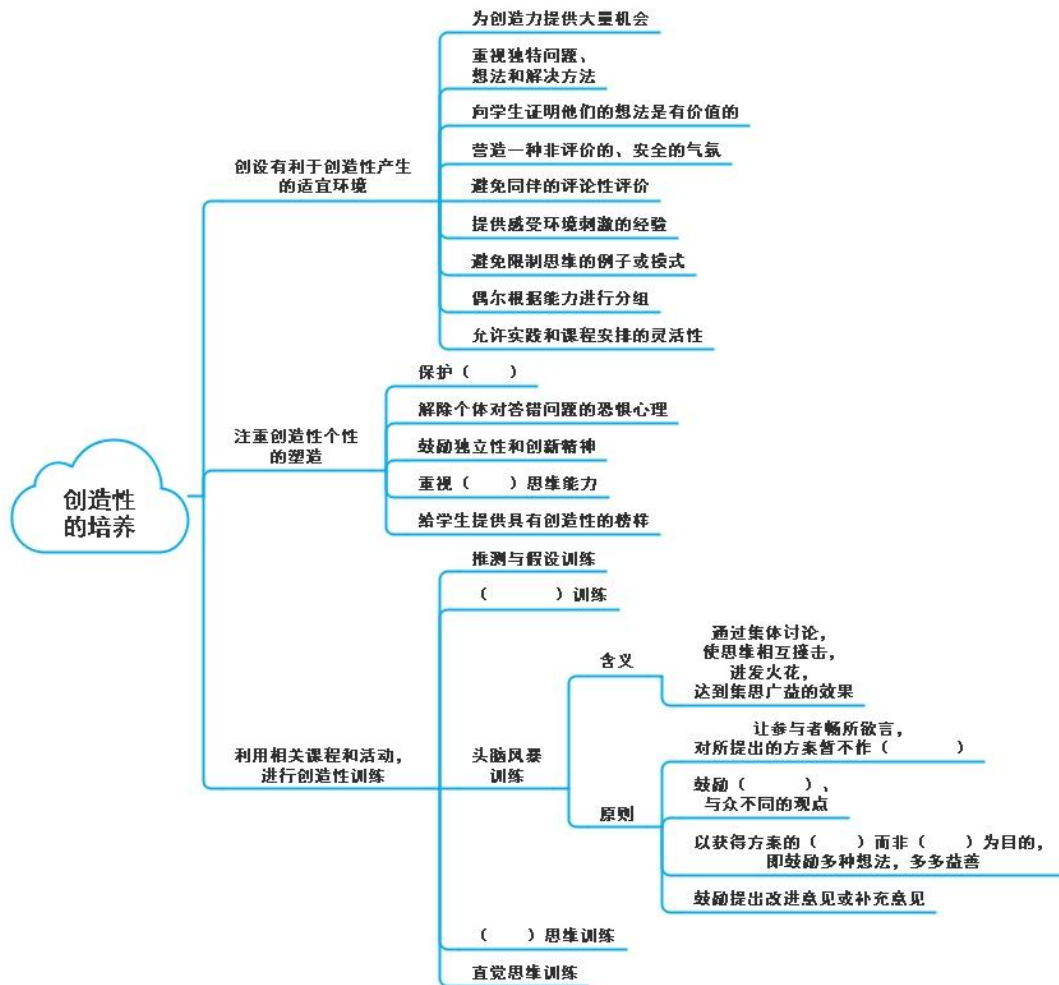 创造性
的培养
创设有利于创造性产生
的适宜环境
为创造力提供大量机会
重视独特问题、
想法和解决方法
向学生证明他们的想法是有价值的
营造一种非评价的、安全的气氛
避免同伴的评论性评价
提供感受环境刺激的经验
避免限制思维的例子或模式
偶尔根据能力进行分组
允许实践和课程安排的灵活性
注重创造性个性
的塑造
保护（　　）
解除个体对答错问题的恐惧心理
鼓励独立性和创新精神
重视（　　）思维能力
给学生提供具有创造性的榜样
利用相关课程和活动，
进行创造性训练
推测与假设训练
（　　　　）训练
头脑风暴
训练
含义
通过集体讨论，
使思维相互撞击，
迸发火花，
达到集思广益的效果
原则
让参与者畅所欲言，
对所提出的方案暂不作（　　　　）
鼓励（　　　　）、
与众不同的观点
以获得方案的（　　）而非（　　）为目的，
即鼓励多种想法，多多益善
鼓励提出改进意见或补充意见
（　　）思维训练
直觉思维训练